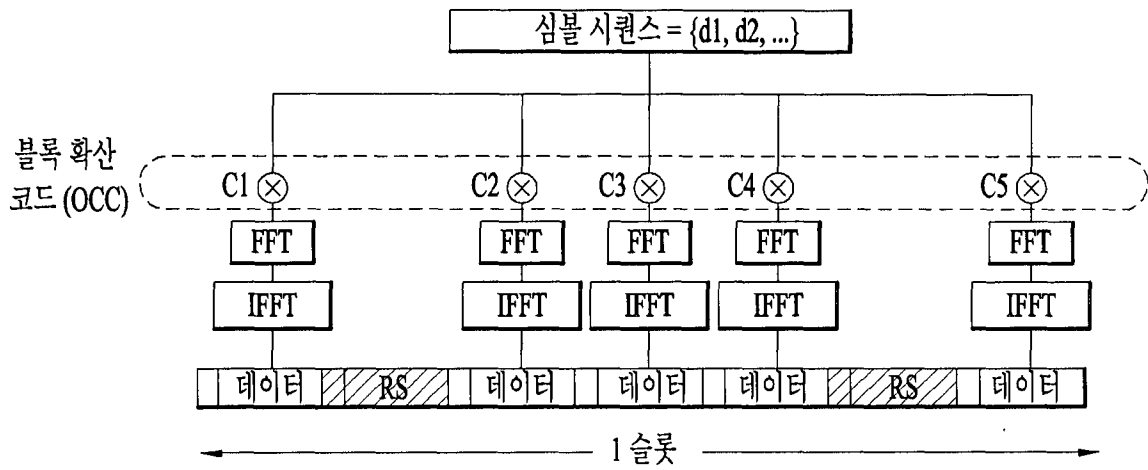 심볼 시퀀스 = {d1, d2, ...}
블록 확산
코드 (OCC)
C1 C2 C3 C4 C5
FFT FFT FFT FFT FFT
IFFT IFFT IFFT IFFT IFFT
데이터 RS 데이터 데이터 데이터 RS 데이터
1 슬롯